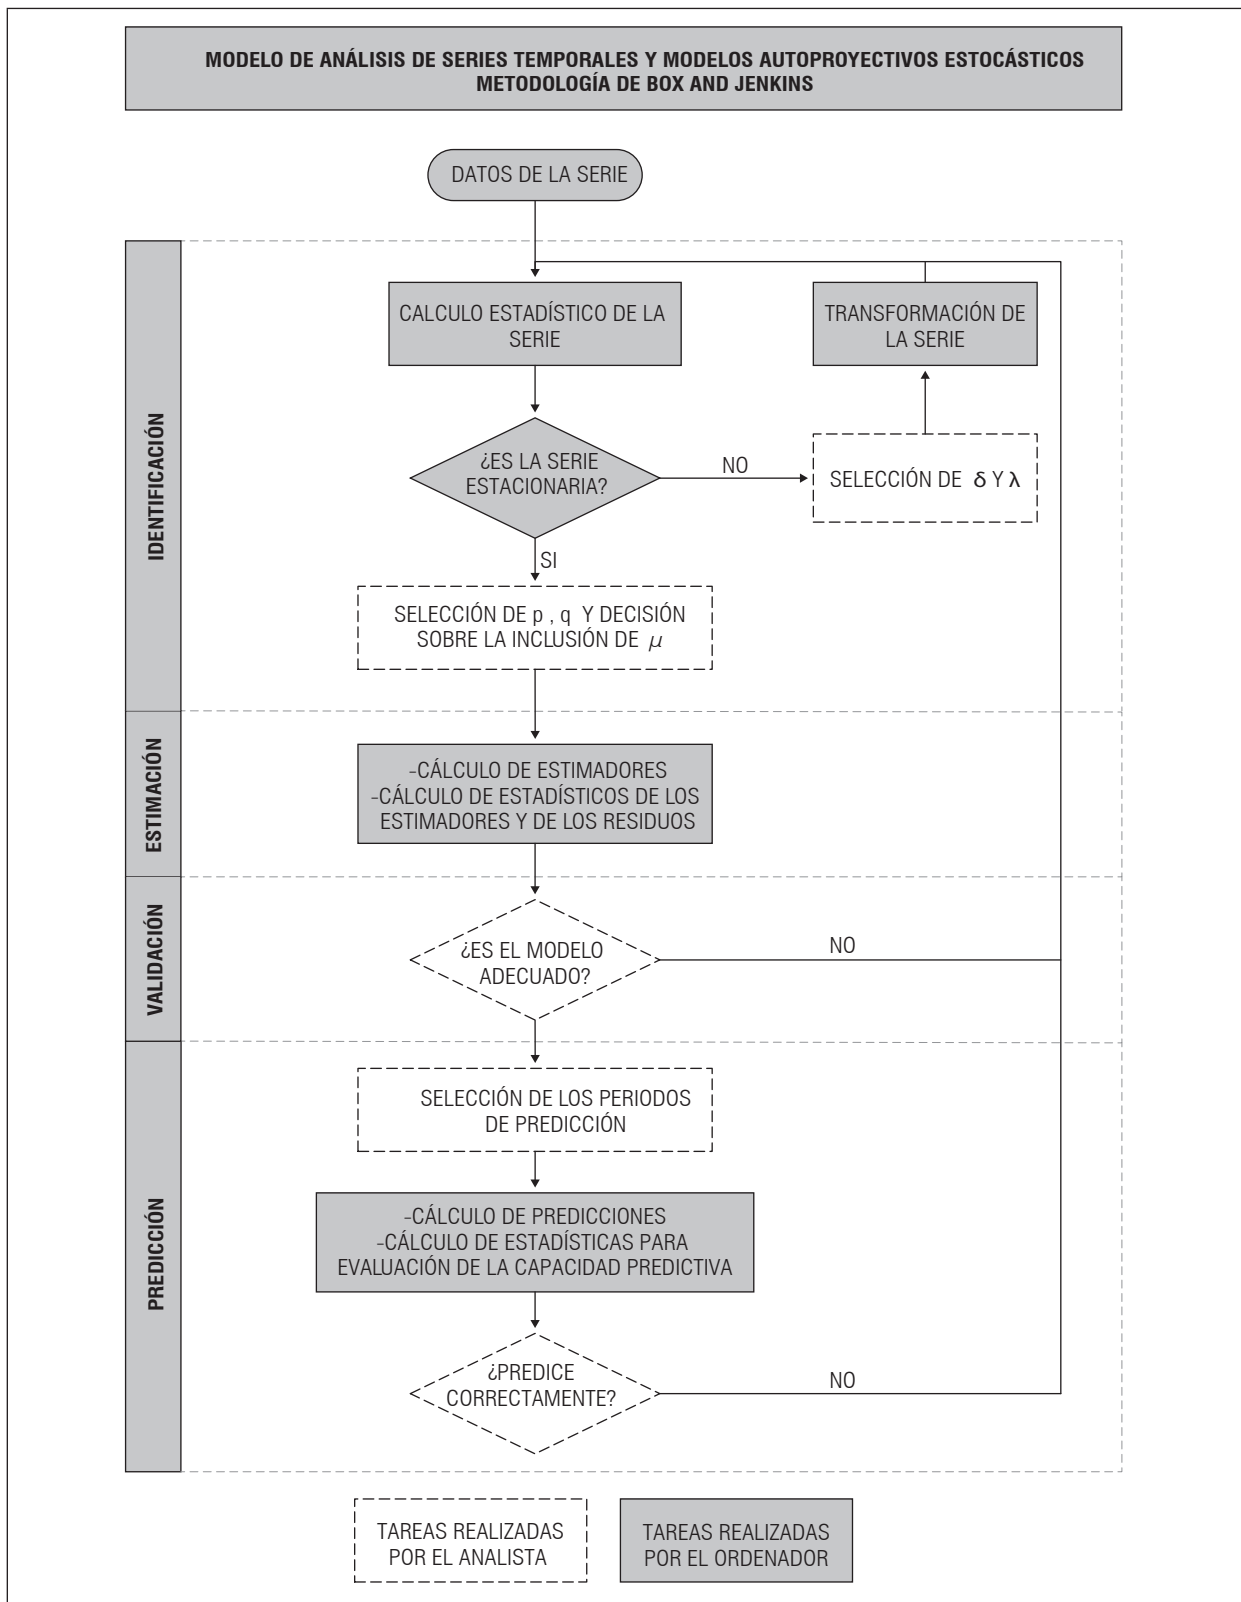 MODELO DE ANÁLISIS DE SERIES TEMPORALES Y MODELOS AUTOPROYECTIVOS ESTOCÁSTICOS
METODOLOGÍA DE BOX AND JENKINS
DATOS DE LA SERIE
IDENTIFICACIÓN
CALCULO ESTADÍSTICO DE LA
SERIE
TRANSFORMACIÓN DE
LA SERIE
¿ES LA SERIE
ESTACIONARIA?
NO
SELECCIÓN DE δ Y λ
SI
SELECCIÓN DE p , q Y DECISIÓN
SOBRE LA INCLUSIÓN DE μ
ESTIMACIÓN
-CÁLCULO DE ESTIMADORES
-CÁLCULO DE ESTADÍSTICOS DE LOS
ESTIMADORES Y DE LOS RESIDUOS
VALIDACIÓN
¿ES EL MODELO
ADECUADO?
NO
PREDICCIÓN
SELECCIÓN DE LOS PERIODOS
DE PREDICCIÓN
-CÁLCULO DE PREDICCIONES
-CÁLCULO DE ESTADÍSTICAS PARA
EVALUACIÓN DE LA CAPACIDAD PREDICTIVA
¿PREDICE
CORRECTAMENTE?
NO
TAREAS REALIZADAS
POR EL ANALISTA
TAREAS REALIZADAS
POR EL ORDENADOR